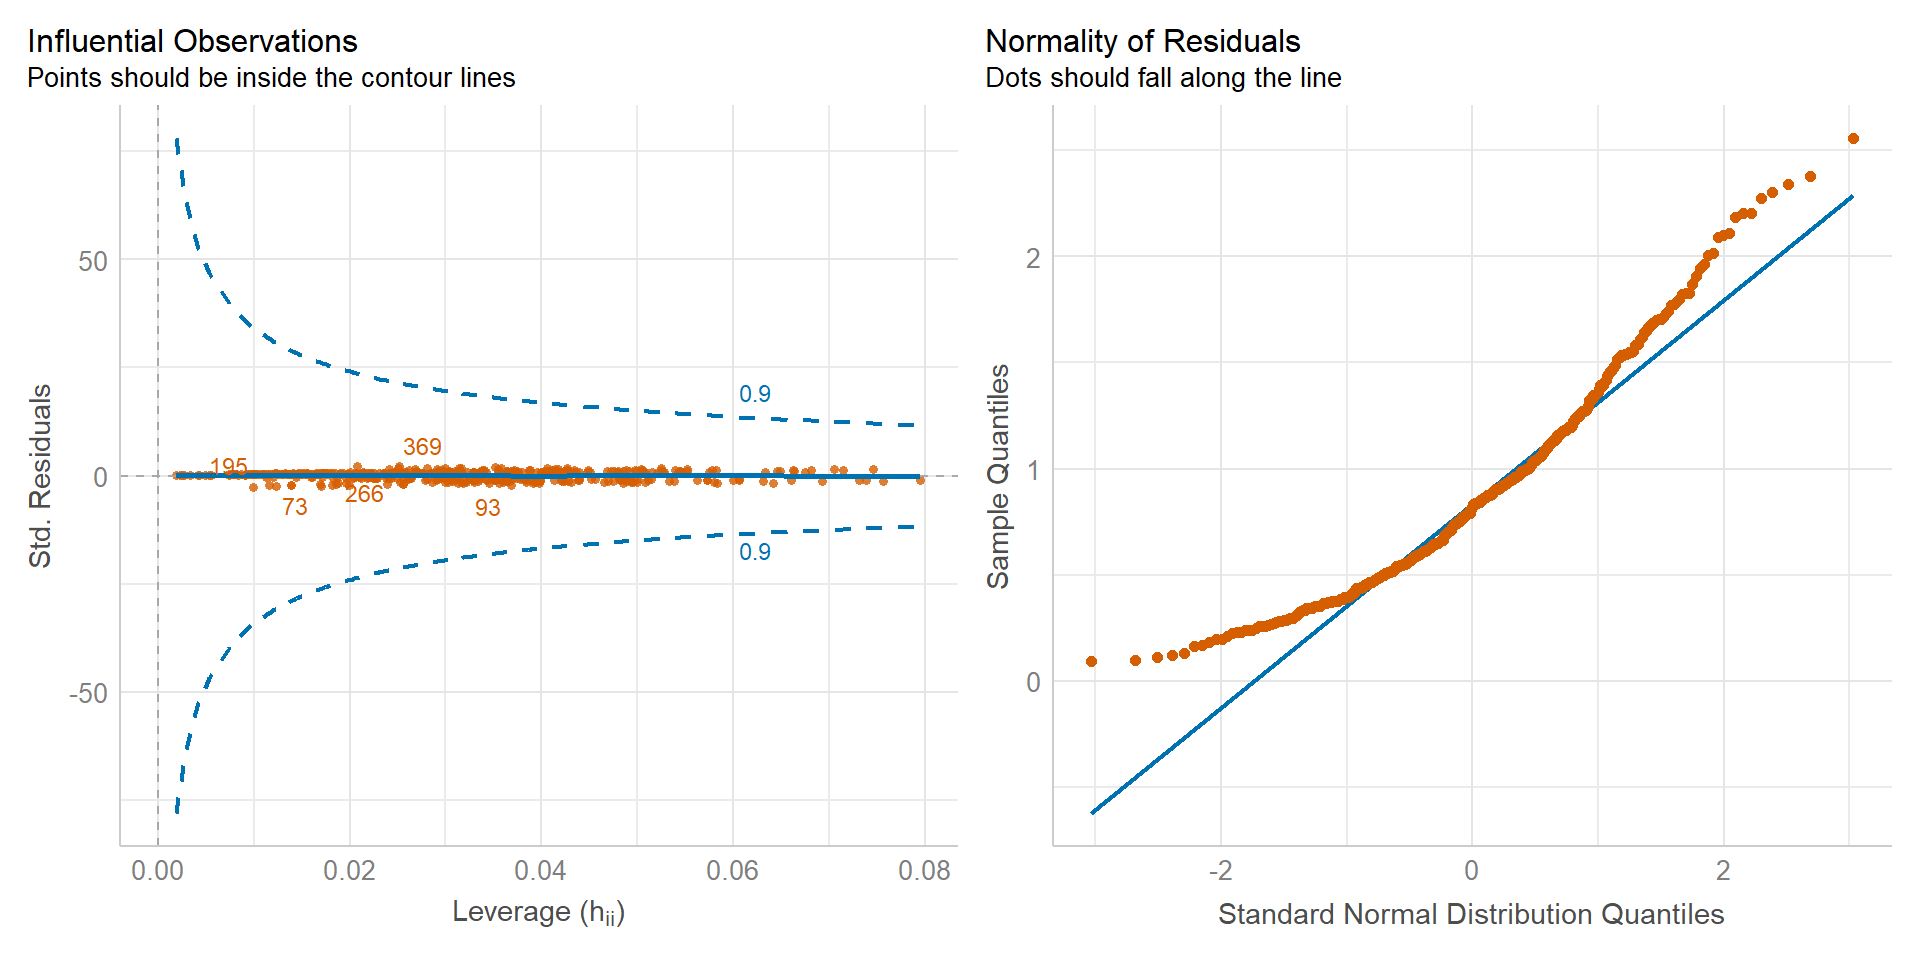 Influential Observations
Points should be inside the contour lines
Std. Residuals
50
0
-50
0.9
369
195
73
266
93
0.9
0.00
0.02
0.04
0.06
0.08
Leverage (hᵢᵢ)
Normality of Residuals
Dots should fall along the line
Sample Quantiles
2
1
0
-2
0
2
Standard Normal Distribution Quantiles